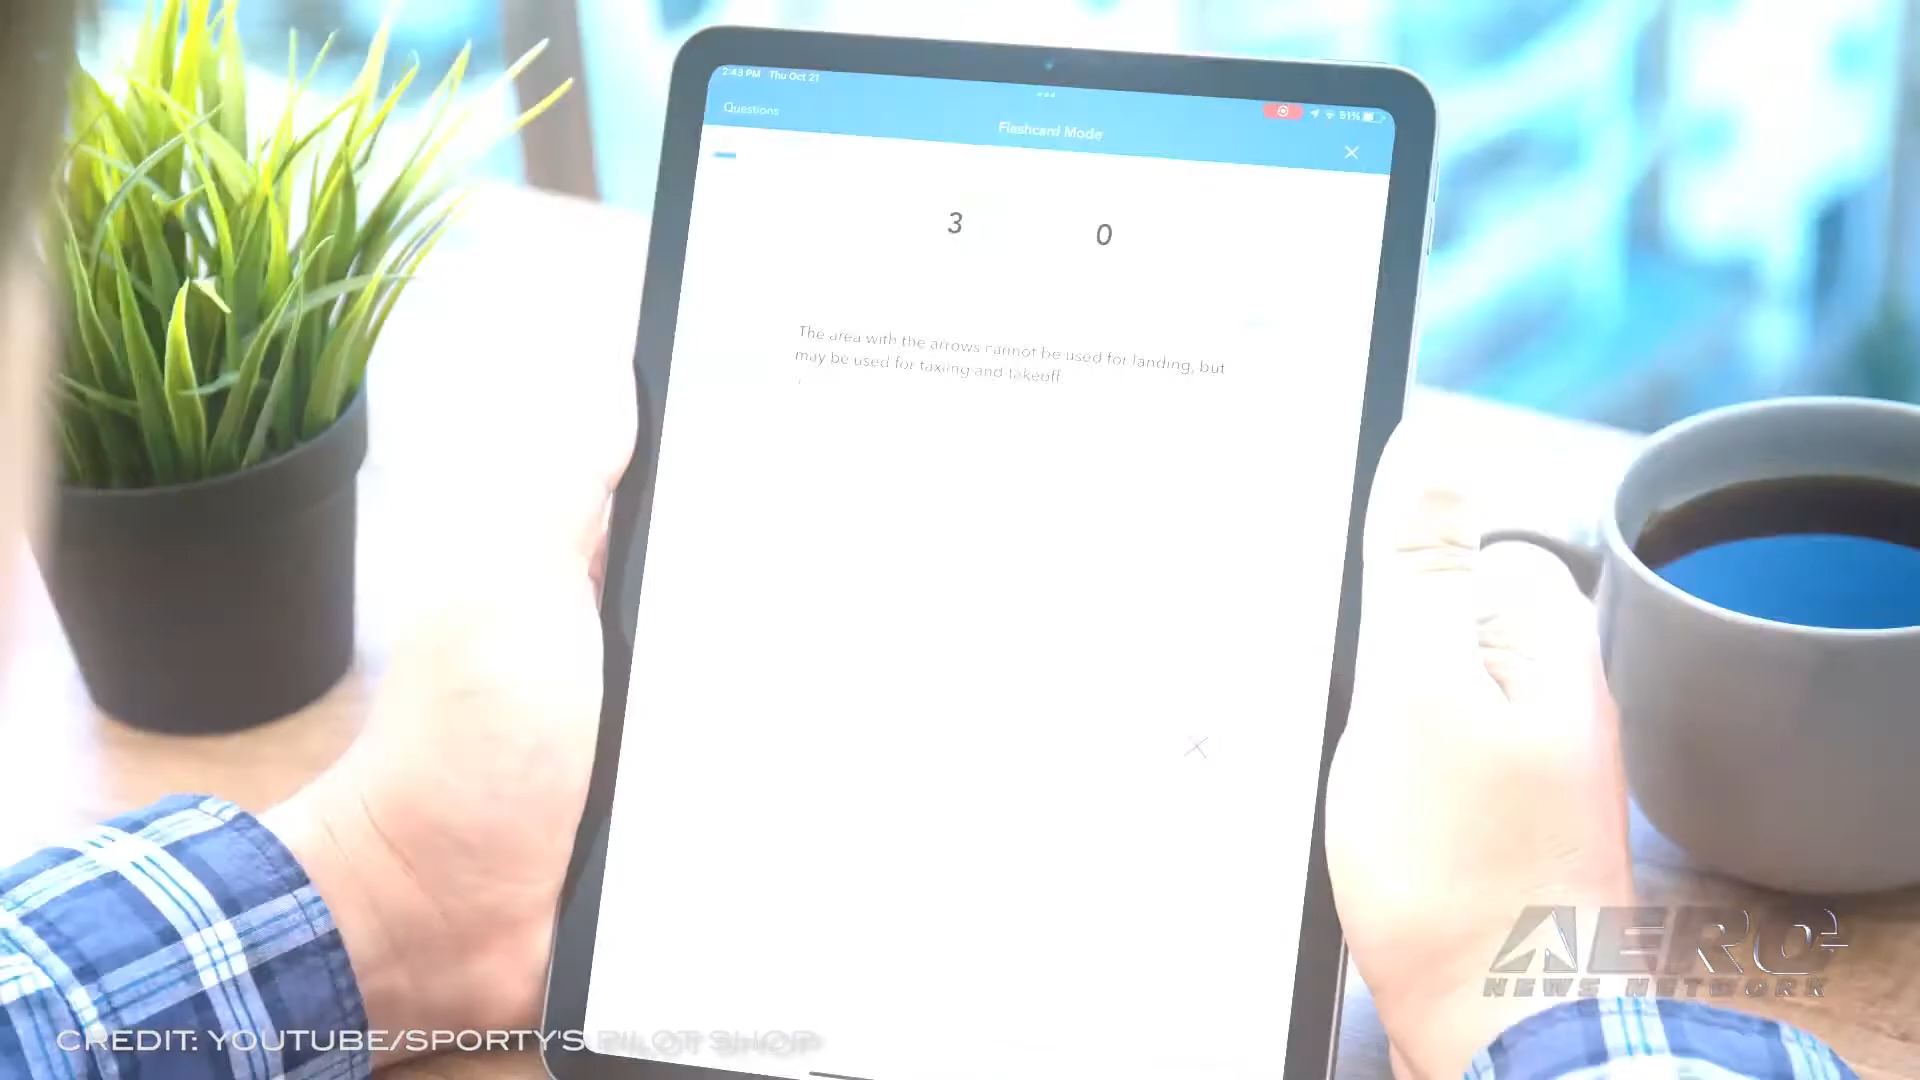 2:43 PM Thu Oct 21
51%
Questions
Flashcard Mode
3 0
The area with the arrows cannot be used for landing, but
may be used for taxiing and takeoff
AERO
NEWS NETWORK
CREDIT: YOUTUBE/SPORTY'S PILOT SHOP